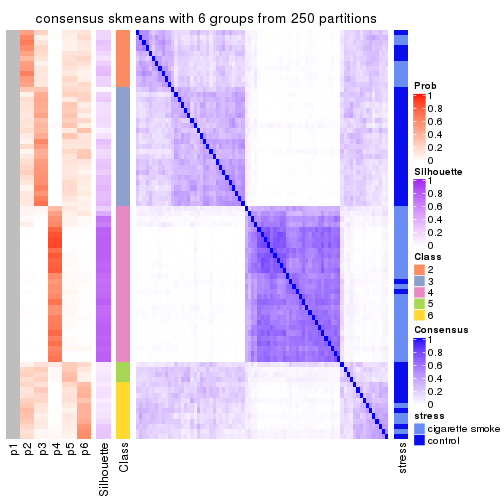 consensus skmeans with 6 groups from 250 partitions
Prob
1
0.8
0.6
0.4
0.2
0
Silhouette
1
0.8
0.6
0.4
0.2
0
Class
2
3
4
5
6
Consensus
1
0.8
0.6
0.4
0.2
0
stress
cigarette smoke
control
p1
p2
p3
p4
p5
p6
Silhouette
Class
stress